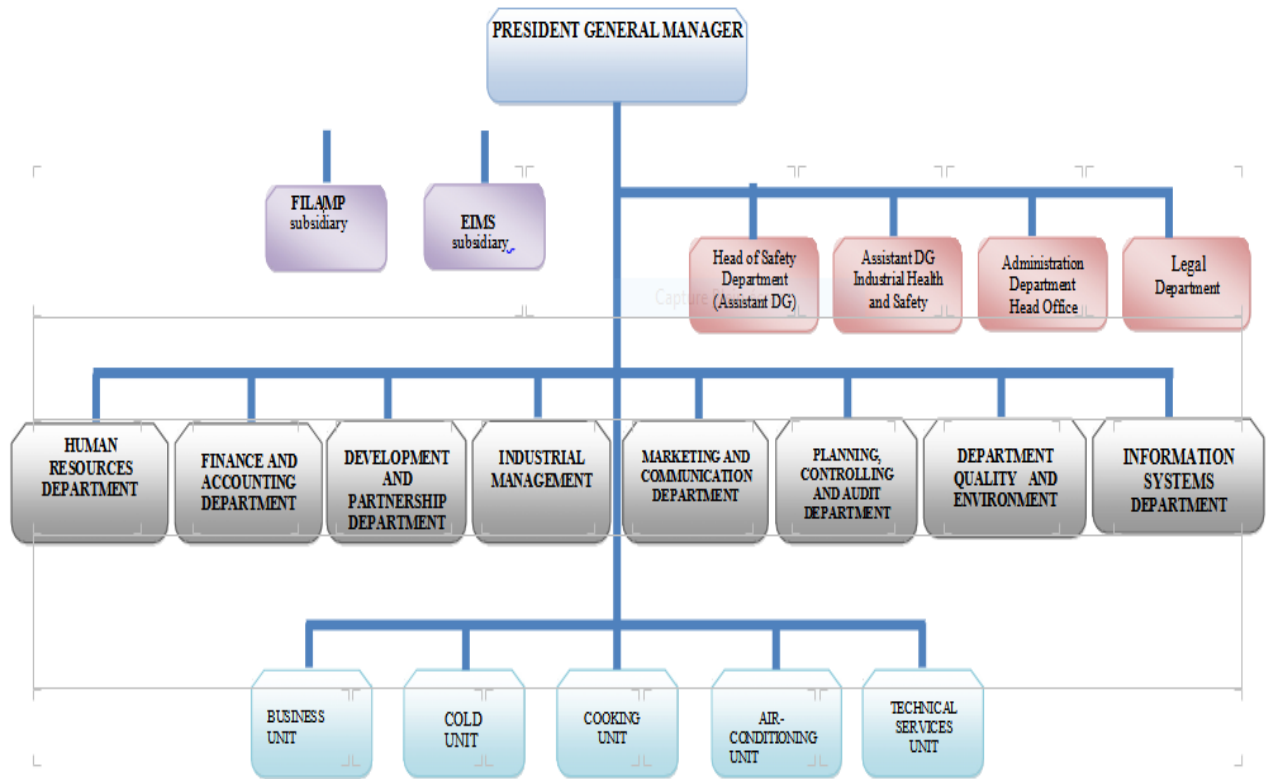 PRESIDENT GENERAL MANAGER
FILAMP
subsidiary
EIMS
subsidiary
Head of Safety
Department
(Assistant DG)
Assistant DG
Industrial Health
and Safety
Administration
Department
Head Office
Legal
Department
Capture
HUMAN
RESOURCES
DEPARTMENT
FINANCE AND
ACCOUNTING
DEPARTMENT
DEVELOPMENT
AND
PARTNERSHIP
DEPARTMENT
INDUSTRIAL
MANAGEMENT
MARKETING AND
COMMUNICATION
DEPARTMENT
PLANNING,
CONTROLLING
AND AUDIT
DEPARTMENT
DEPARTMENT
QUALITY AND
ENVIRONMENT
INFORMATION
SYSTEMS
DEPARTMENT
BUSINESS
UNIT
COLD
UNIT
COOKING
UNIT
AIR-
CONDITIONING
UNIT
TECHNICAL
SERVICES
UNIT